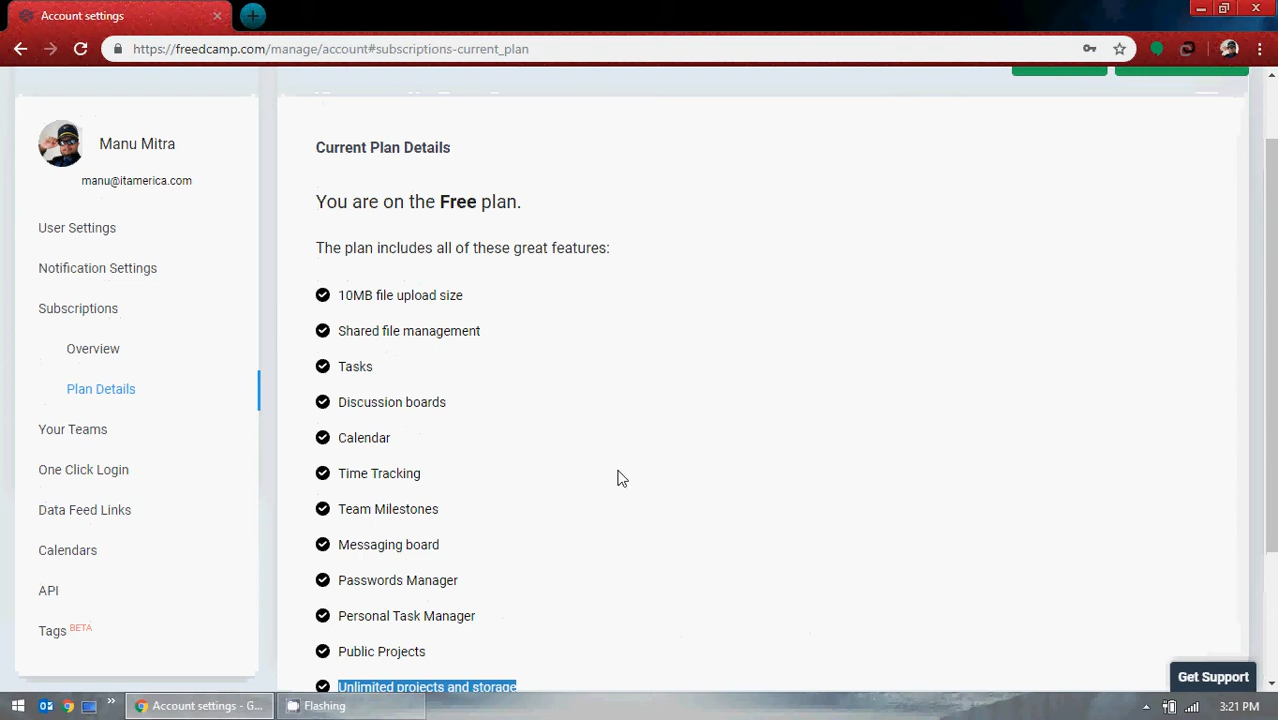 Account settings
https://freedcamp.com/manage/account#subscriptions-current_plan
Manu Mitra
manu@itamerica.com
User Settings
Notification Settings
Subscriptions
Overview
Plan Details
Your Teams
One Click Login
Data Feed Links
Calendars
API
Tags BETA
Current Plan Details
You are on the Free plan.
The plan includes all of these great features:
10MB file upload size
Shared file management
Tasks
Discussion boards
Calendar
Time Tracking
Team Milestones
Messaging board
Passwords Manager
Personal Task Manager
Public Projects
Unlimited projects and storage
Get Support
Account settings - G...
Flashing
3:21 PM